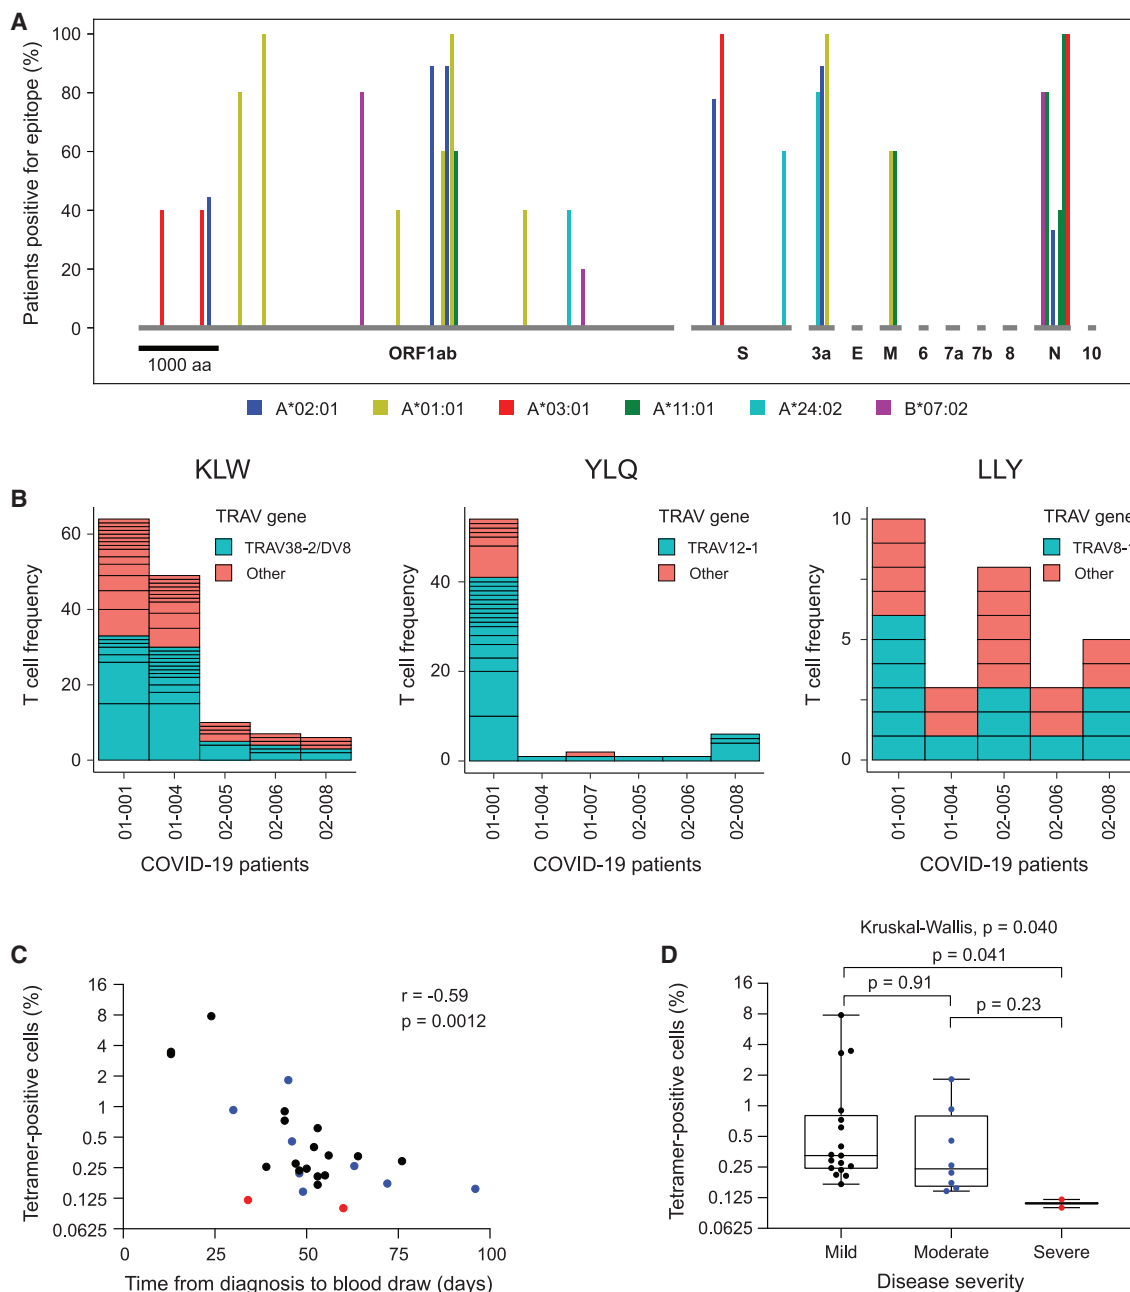 A
Patients positive for epitope (%)
100
80
60
40
20
0
1000 aa
ORF1ab
S
3a
E
M
6
7a
7b
8
N
10
A*02:01
A*01:01
A*03:01
A*11:01
A*24:02
B*07:02
B
KLW
T cell frequency
60
40
20
0
TRAV gene
TRAV38-2/DV8
Other
01-001
01-004
02-005
02-006
02-008
COVID-19 patients
YLQ
T cell frequency
40
20
0
TRAV gene
TRAV12-1
Other
01-001
01-004
01-007
02-005
02-006
02-008
COVID-19 patients
LLY
T cell frequency
10
5
0
TRAV gene
TRAV8-1
Other
01-001
01-004
02-005
02-006
02-008
COVID-19 patients
C
Tetramer-positive cells (%)
16
8
4
2
1
0.5
0.25
0.125
0.0625
r = -0.59
p = 0.0012
0
25
50
75
100
Time from diagnosis to blood draw (days)
D
Kruskal-Wallis, p = 0.040
p = 0.041
p = 0.91
p = 0.23
Tetramer-positive cells (%)
16
8
4
2
1
0.5
0.25
0.125
0.0625
Mild
Moderate
Severe
Disease severity